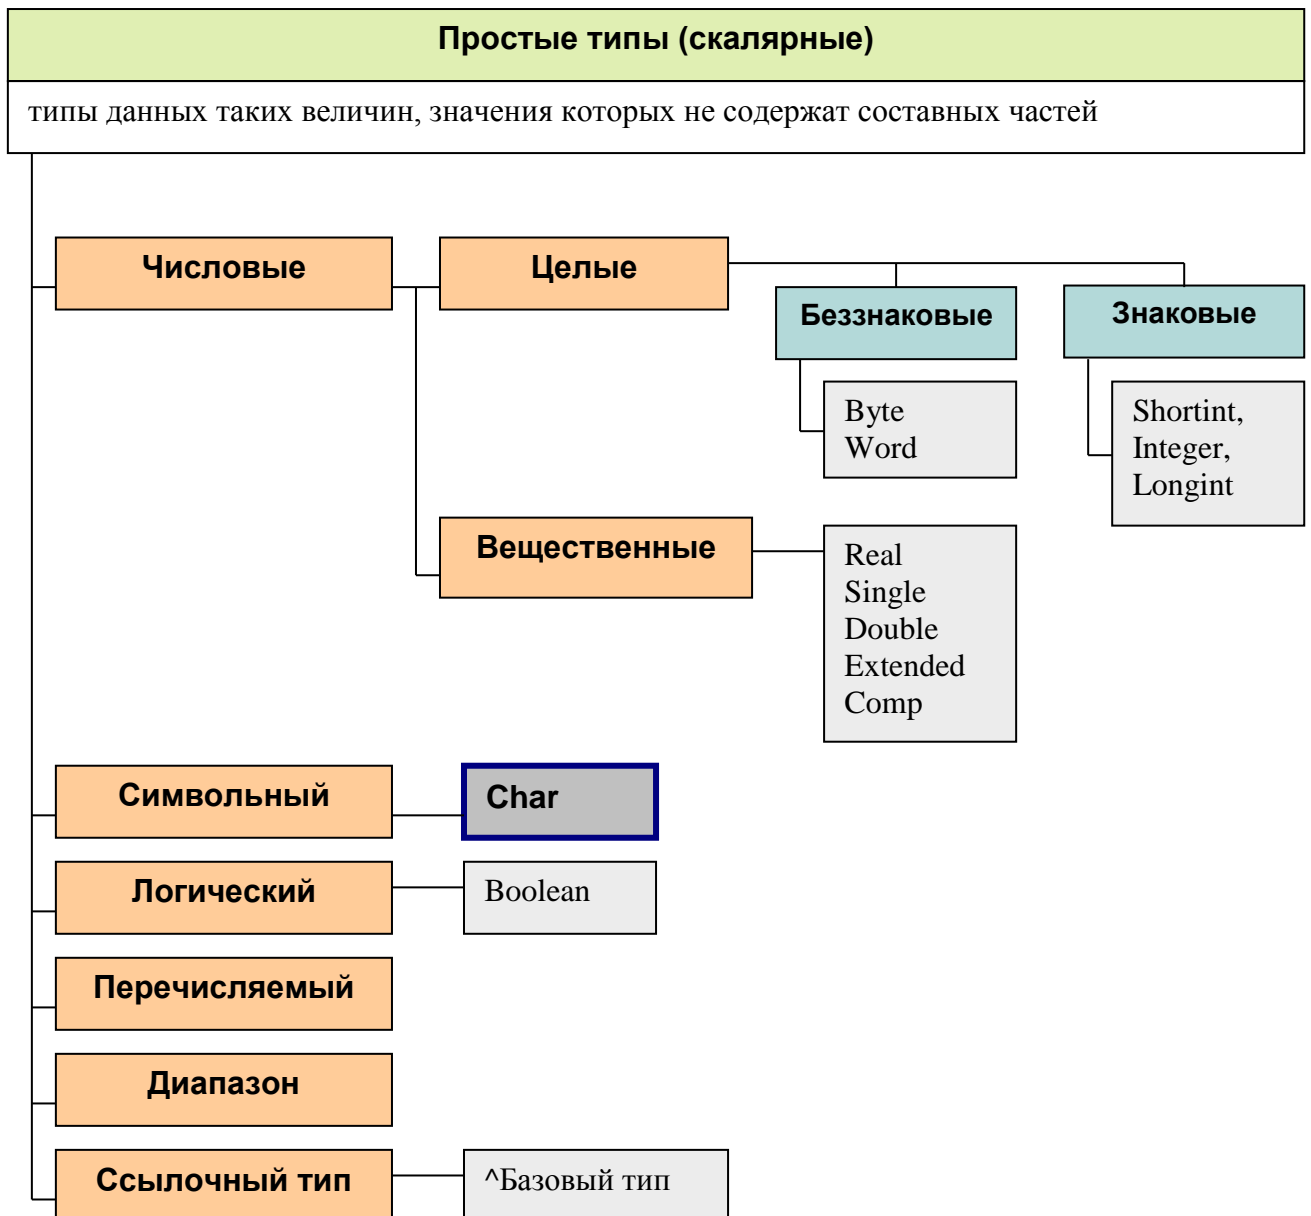 Простые типы (скалярные)
типы данных таких величин, значения которых не содержат составных частей
Числовые
Целые
Беззнаковые
Знаковые
Byte
Word
Shortint,
Integer,
Longint
Вещественные
Real
Single
Double
Extended
Comp
Символьный
Char
Логический
Boolean
Перечисляемый
Диапазон
Ссылочный тип
^Базовый тип